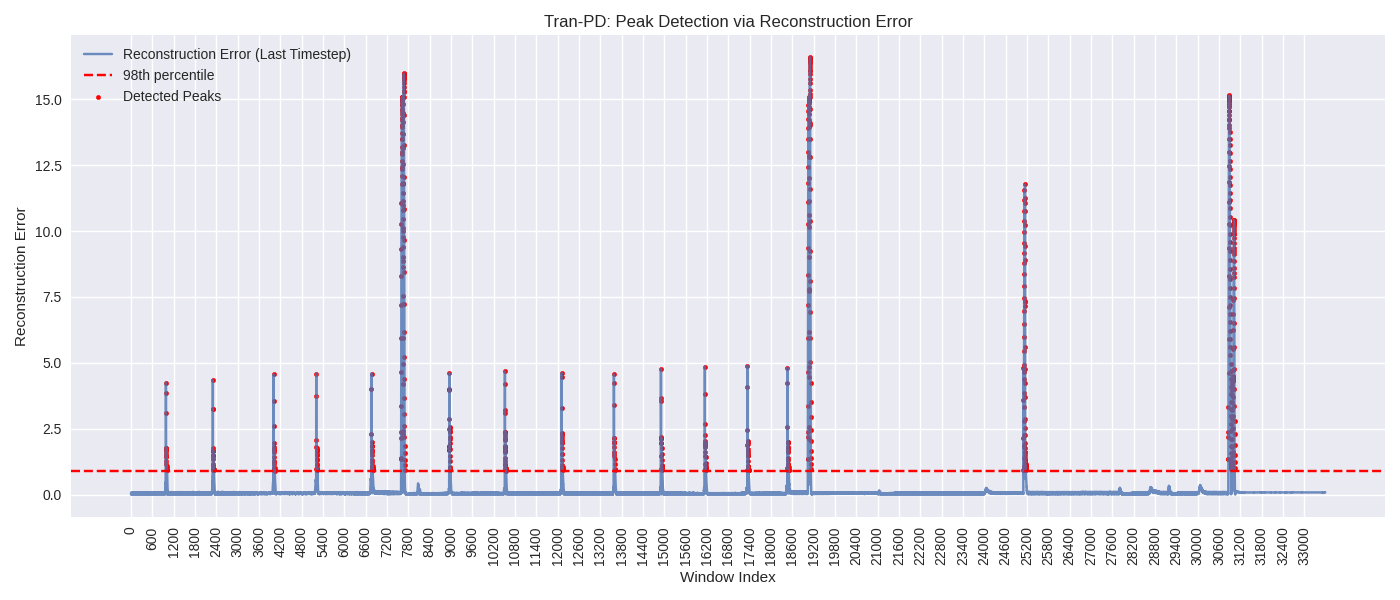 Tran-PD: Peak Detection via Reconstruction Error
Reconstruction Error (Last Timestep)
98th percentile
Detected Peaks
Reconstruction Error
15.0
12.5
10.0
7.5
5.0
2.5
0.0
0 600 1200 1800 2400 3000 3600 4200 4800 5400 6000 6600 7200 7800 8400 9000 9600 10200 10800 11400 12000 12600 13200 13800 14400 15000 15600 16200 16800 17400 18000 18600 19200 19800 20400 21000 21600 22200 22800 23400 24000 24600 25200 25800 26400 27000 27600 28200 28800 29400 30000 30600 31200 31800 32400 33000
Window Index